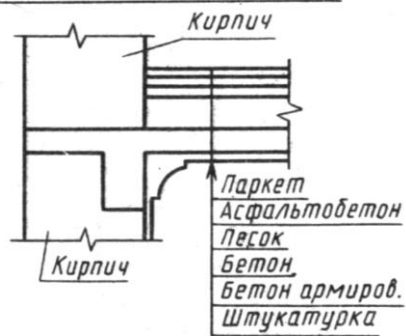 Кирпич
Паркет
Асфальтобетон
Песок
Бетон
Кирпич
Бетон армиров.
Штукатурка